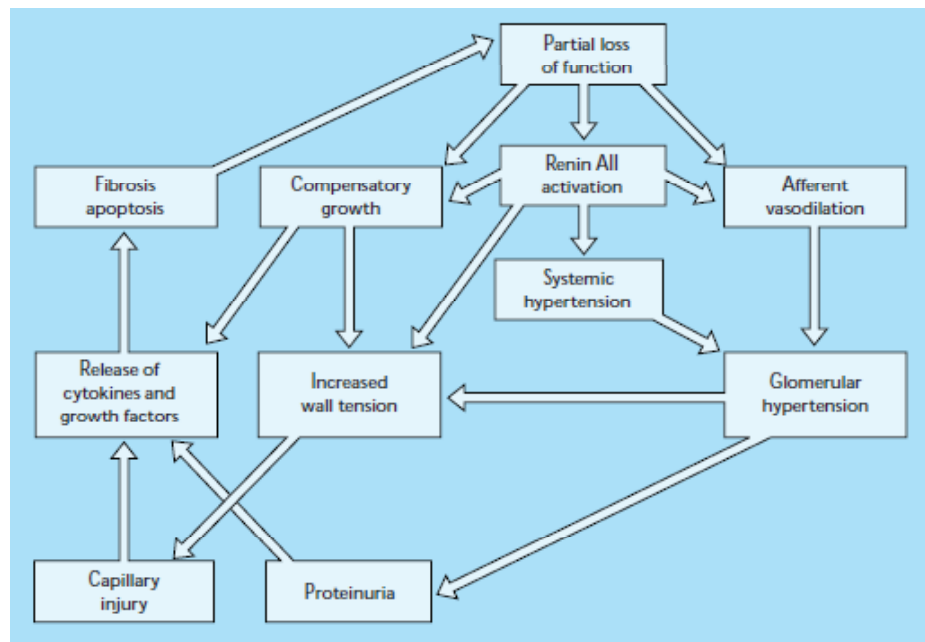 Partial loss
of function
Fibrosis
apoptosis
Compensatory
growth
Renin AII
activation
Afferent
vasodilation
Systemic
hypertension
Release of
cytokines and
growth factors
Increased
wall tension
Glomerular
hypertension
Capillary
injury
Proteinuria